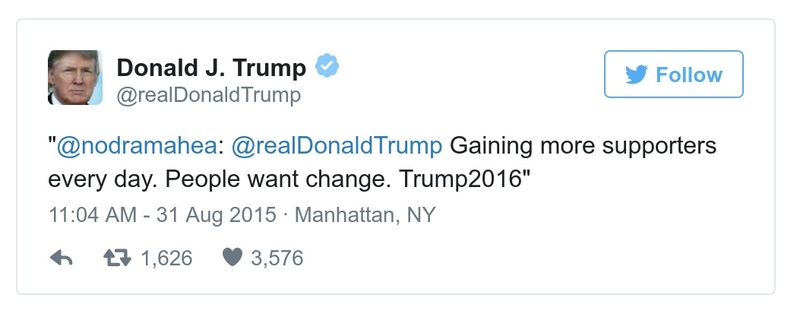 Donald J. Trump
@realDonaldTrump
Follow
"@nodramahea: @realDonaldTrump Gaining more supporters
every day. People want change. Trump2016"
11:04 AM - 31 Aug 2015 · Manhattan, NY
1,626 3,576